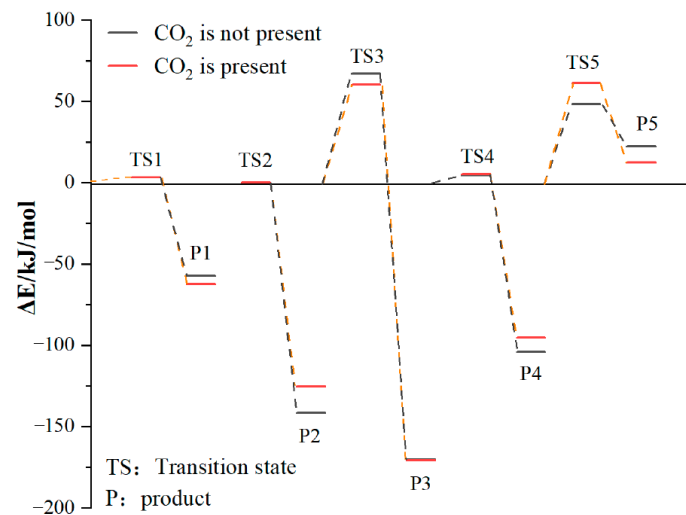 100
CO₂ is not present
CO₂ is present
TS3
TS5
50
P5
TS1
TS2
TS4
0
P1
−50
ΔE/kJ/mol
−100
P4
P2
−150
TS：Transition state
P3
P：product
−200